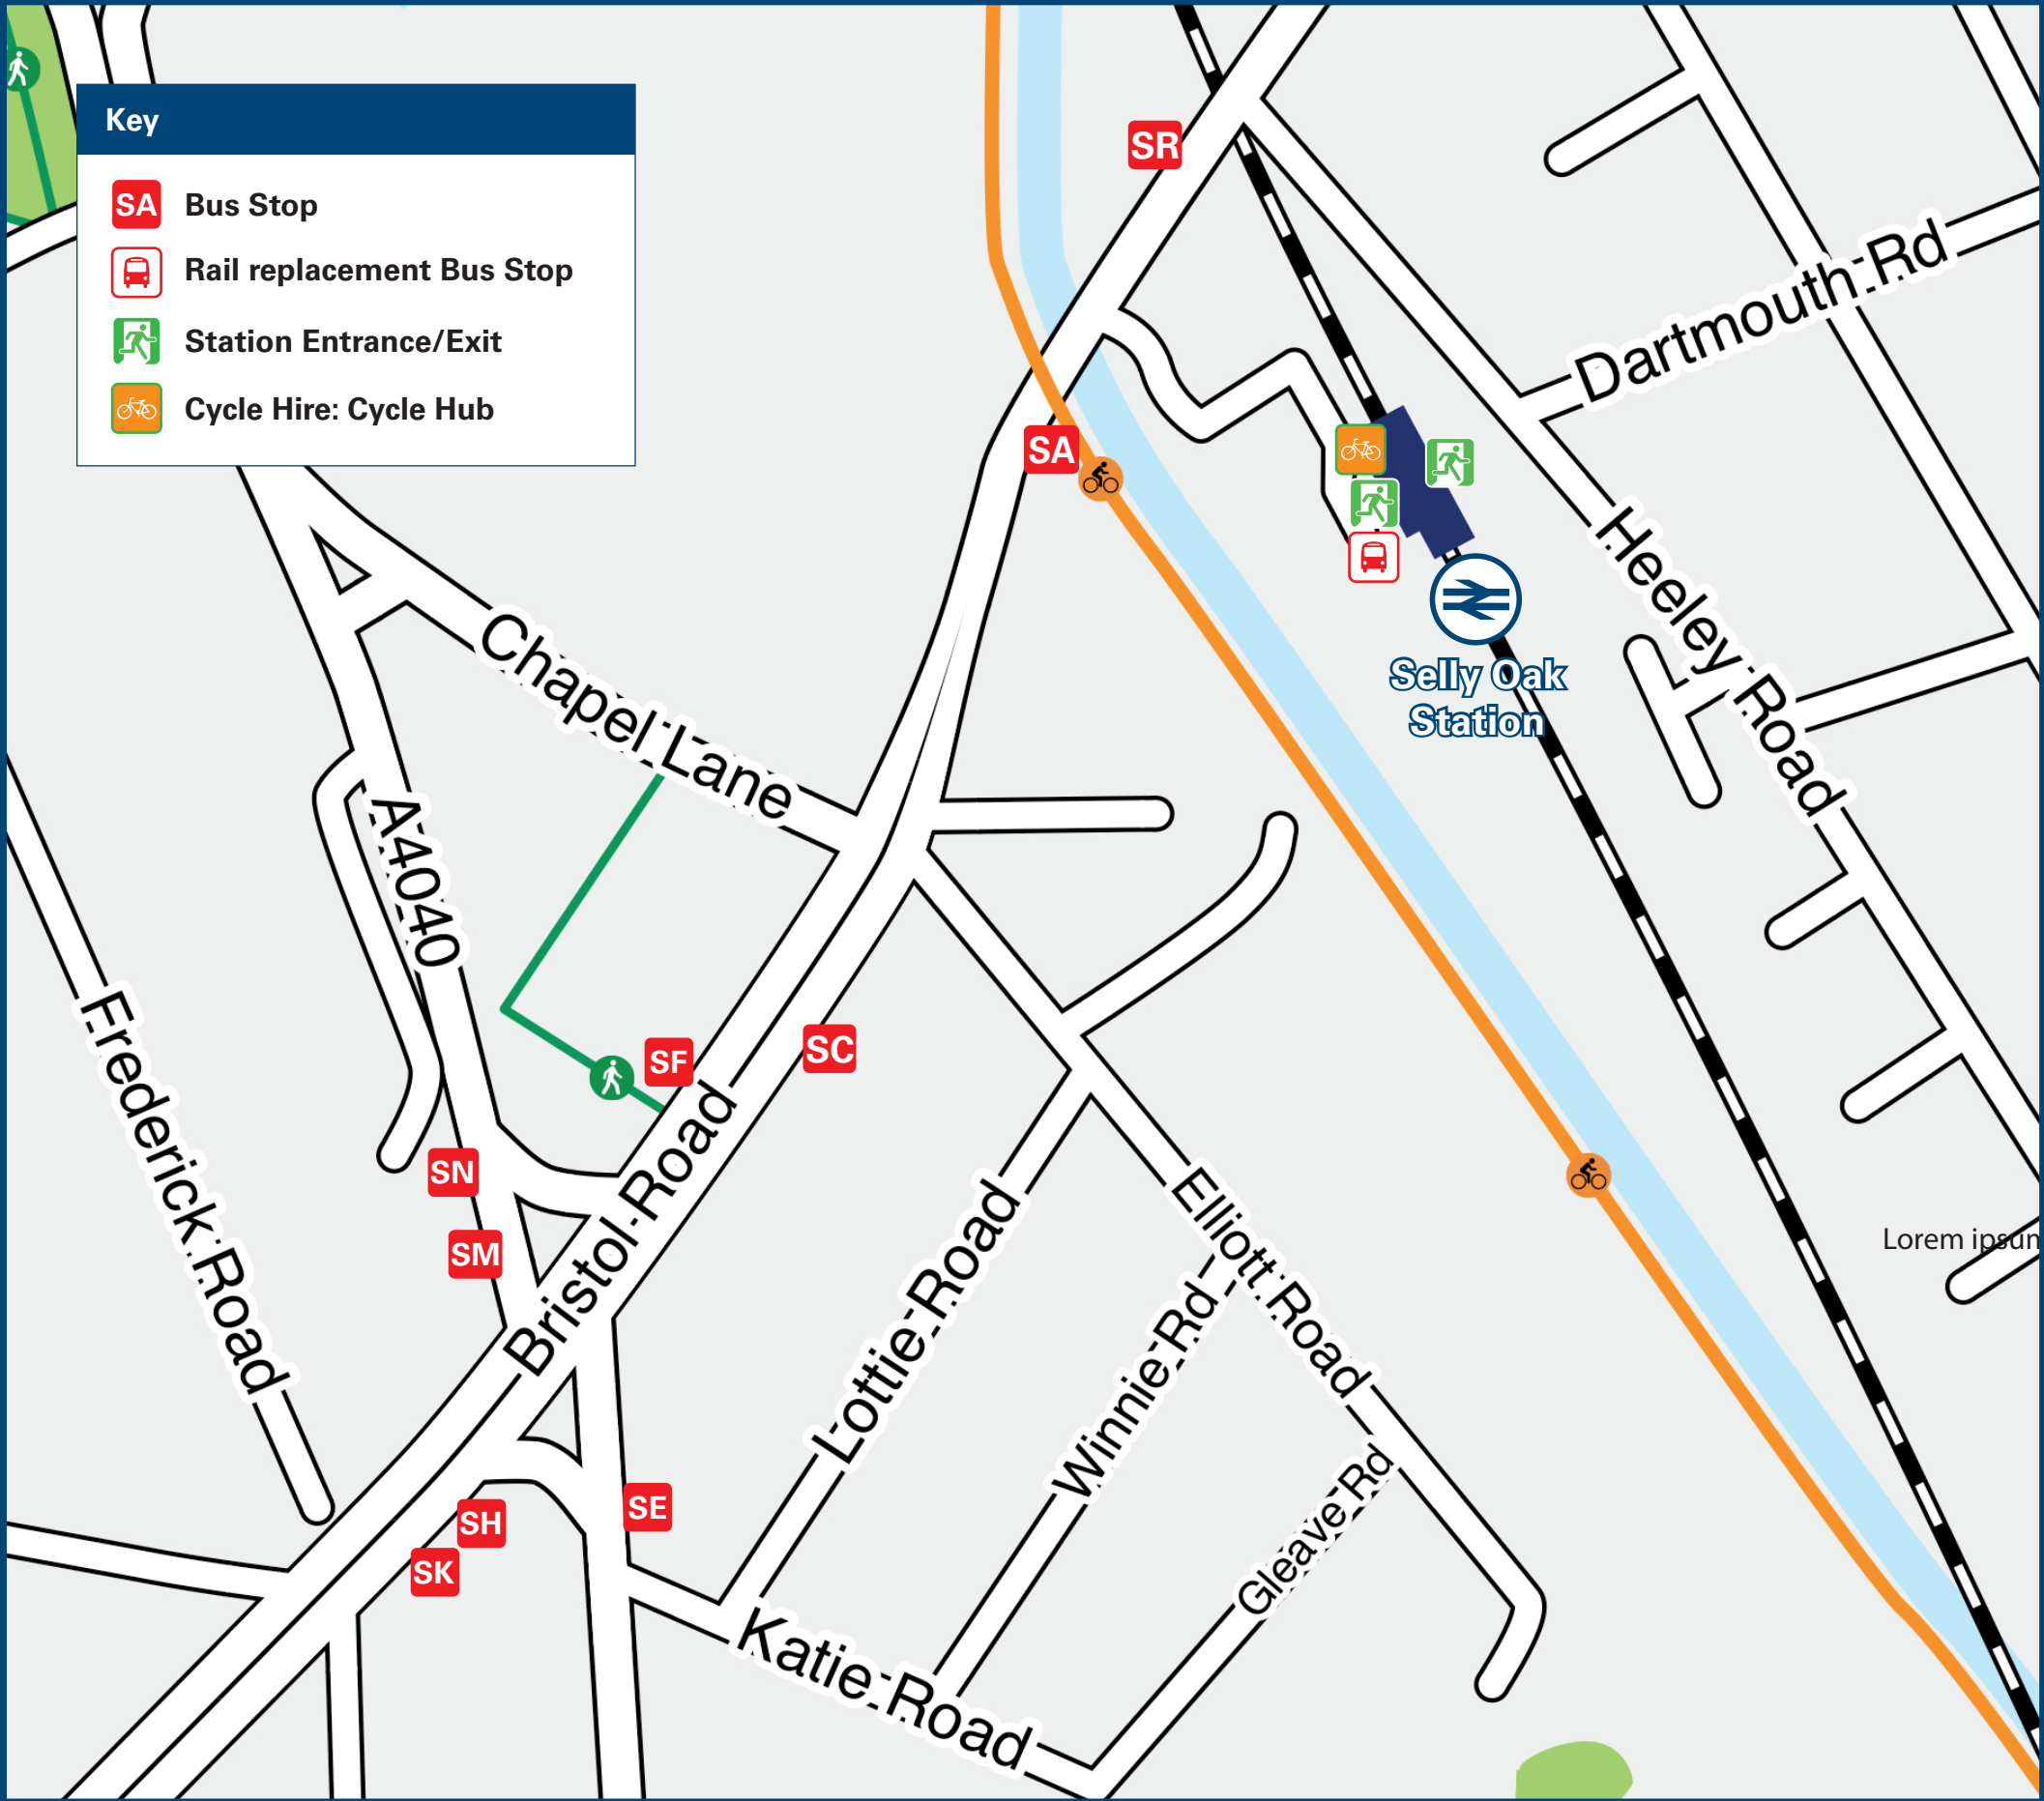 Key
SA Bus Stop
Rail replacement Bus Stop
Station Entrance/Exit
Cycle Hire: Cycle Hub
SR
Dartmouth Rd
SA
Heeley Road
Selly Oak
Station
Chapel Lane
A4040
Frederick Road
SF
SC
SN
SM
Bristol Road
Lottie Road
Elliott Road
Winnie Rd
Gleave Rd
Lorem ipsum
SE
SH
SK
Katie Road